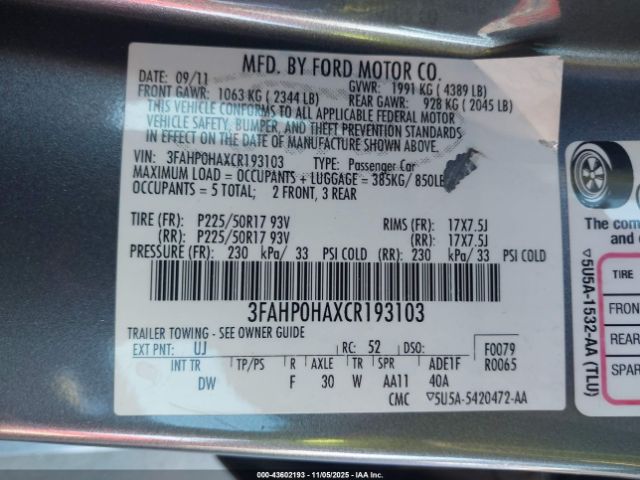 MFD. BY FORD MOTOR CO.
DATE: 09/11
GVWR: 1991 KG ( 4389 LB)
FRONT GAWR: 1063 KG ( 2344 LB)
REAR GAWR: 928 KG ( 2045 LB)
THIS VEHICLE CONFORMS TO ALL APPLICABLE FEDERAL MOTOR
VEHICLE SAFETY, BUMPER, AND THEFT PREVENTION STANDARDS
IN EFFECT ON THE DATE OF MANUFACTURE SHOWN ABOVE.
VIN: 3FAHP0HAXCR193103 TYPE: Passenger Car
MAXIMUM LOAD = OCCUPANTS + LUGGAGE = 385KG/ 850LB
OCCUPANTS = 5 TOTAL; 2 FRONT, 3 REAR
TIRE (FR): P225/50R17 93V RIMS (FR): 17X7.5J
(RR): P225/50R17 93V (RR): 17X7.5J
PRESSURE (FR): 230 kPa/ 33 PSI COLD (RR): 230 kPa/ 33 PSI COLD
3FAHP0HAXCR193103
TRAILER TOWING - SEE OWNER GUIDE
EXT PNT: UJ RC: 52 DSO: F0079
R0065
INT TR TP/PS R AXLE TR SPR ADE1F
DW F 30 W AA11 40A
CMC ▽5U5A-5420472-AA
The com
and c
▽5U5A-1532-AA (TLU)
TIRE
FRON
REAR
SPAR
000-43602193 - 11/05/2025 - IAA Inc.